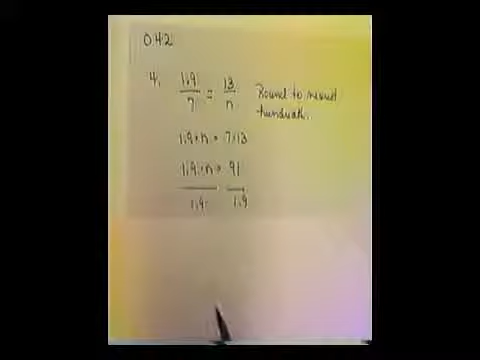 0.4.2
4. 1.9/7 = 13/n Round to nearest hundredth.
1.9 · n = 7 · 13
1.9 · n = 91
1.9 1.9